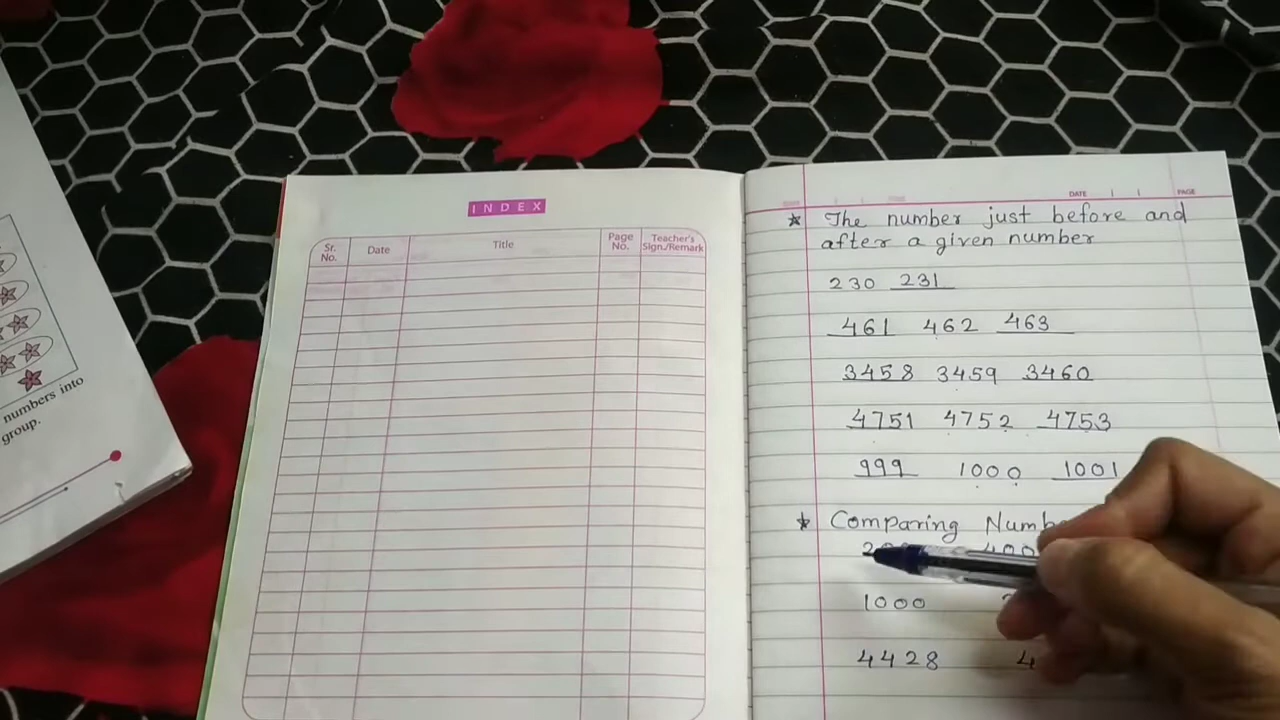 numbers into
group.
INDEX
Sr. No. Date Title Page No. Teacher's Sign./Remark
DATE PAGE
* The number just before and
after a given number
230 231
461 462 463
3458 3459 3460
4751 4752 4753
999 1000 1001
* Comparing
1000
4428